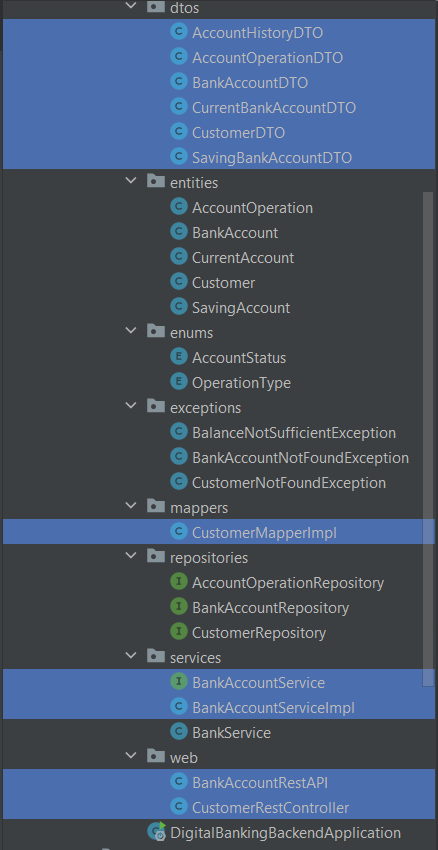 dtos
C AccountHistoryDTO
C AccountOperationDTO
C BankAccountDTO
C CurrentBankAccountDTO
C CustomerDTO
C SavingBankAccountDTO
entities
C AccountOperation
C BankAccount
C CurrentAccount
C Customer
C SavingAccount
enums
E AccountStatus
E OperationType
exceptions
C BalanceNotSufficientException
C BankAccountNotFoundException
C CustomerNotFoundException
mappers
C CustomerMapperImpl
repositories
I AccountOperationRepository
I BankAccountRepository
I CustomerRepository
services
I BankAccountService
C BankAccountServiceImpl
C BankService
web
C BankAccountRestAPI
C CustomerRestController
DigitalBankingBackendApplication